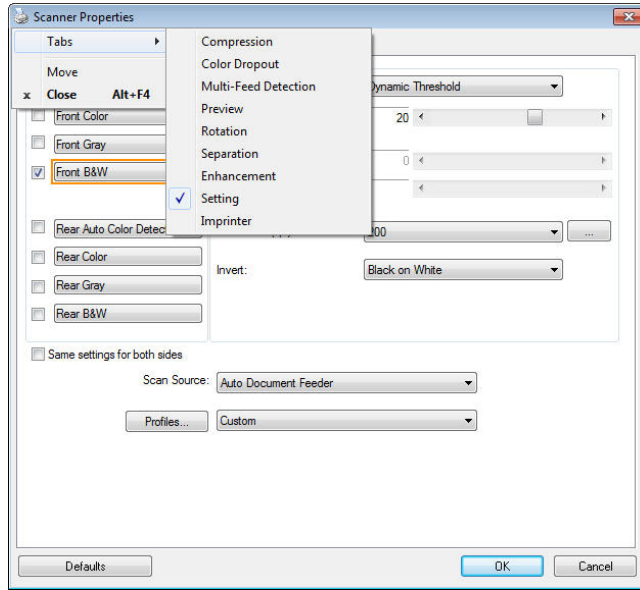 Scanner Properties
Tabs
Move
x Close Alt+F4
Compression
Color Dropout
Multi-Feed Detection
Preview
Rotation
Separation
Enhancement
Setting
Imprinter
Dynamic Threshold
Front Color
20
Front Gray
0
Front B&W
Rear Auto Color Detec
200
...
Rear Color
Invert: Black on White
Rear Gray
Rear B&W
Same settings for both sides
Scan Source: Auto Document Feeder
Profiles... Custom
Defaults OK Cancel